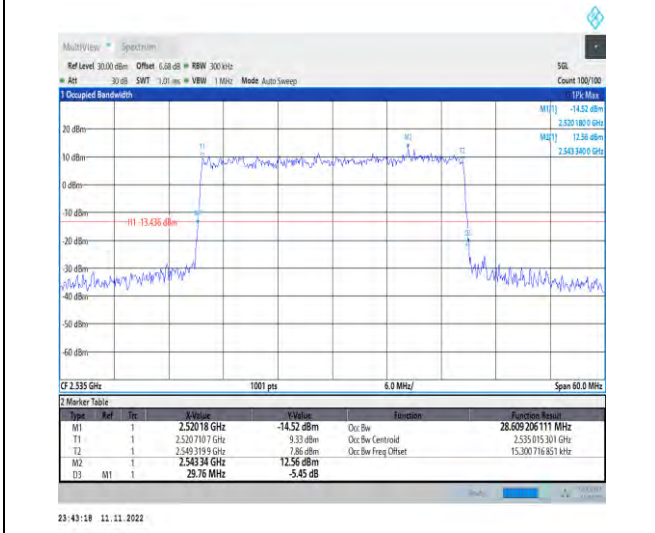 MultiView Spectrum
Ref Level 30.00 dBm Offset 6.68 dB RBW 300 kHz SGL
Att 30 dB SWT 1.01 ms VBW 1 MHz Mode Auto Sweep Count 100/100
1 Occupied Bandwidth 1Pk Max
M1[1] -14.52 dBm
2.520 180 0 GHz
M2[1] 12.56 dBm
2.543 340 0 GHz
20 dBm
M2
T1
T2
10 dBm
0 dBm
-10 dBm
H1 -13.436 dBm
-20 dBm
-30 dBm
-40 dBm
-50 dBm
-60 dBm
CF 2.535 GHz 1001 pts 6.0 MHz/ Span 60.0 MHz
2 Marker Table
Type Ref Trc X-Value Y-Value Function Function Result
M1 1 2.52018 GHz -14.52 dBm Occ Bw 28.609 206 111 MHz
T1 1 2.5207107 GHz 9.33 dBm Occ Bw Centroid 2.535 015 301 GHz
T2 1 2.5493199 GHz 7.86 dBm Occ Bw Freq Offset 15.300 716 851 kHz
M2 1 2.54334 GHz 12.56 dBm
D3 M1 1 29.76 MHz -5.45 dB
23:43:18 11.11.2022